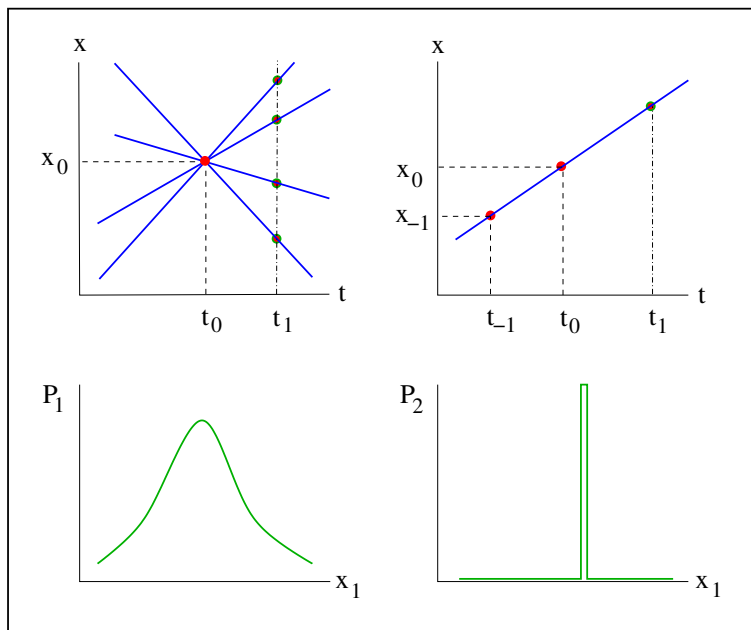 x
x₀
t
t₀
t₁
x
x₀
x₋₁
t
t₋₁
t₀
t₁
P₁
x₁
P₂
x₁